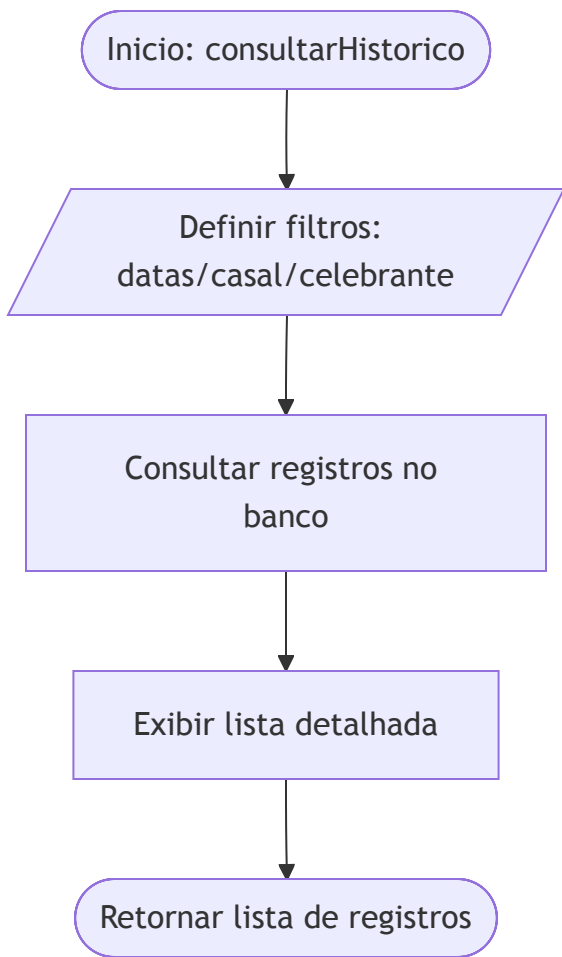 Inicio: consultarHistorico
Definir filtros:
datas/casal/celebrante
Consultar registros no
banco
Exibir lista detalhada
Retornar lista de registros